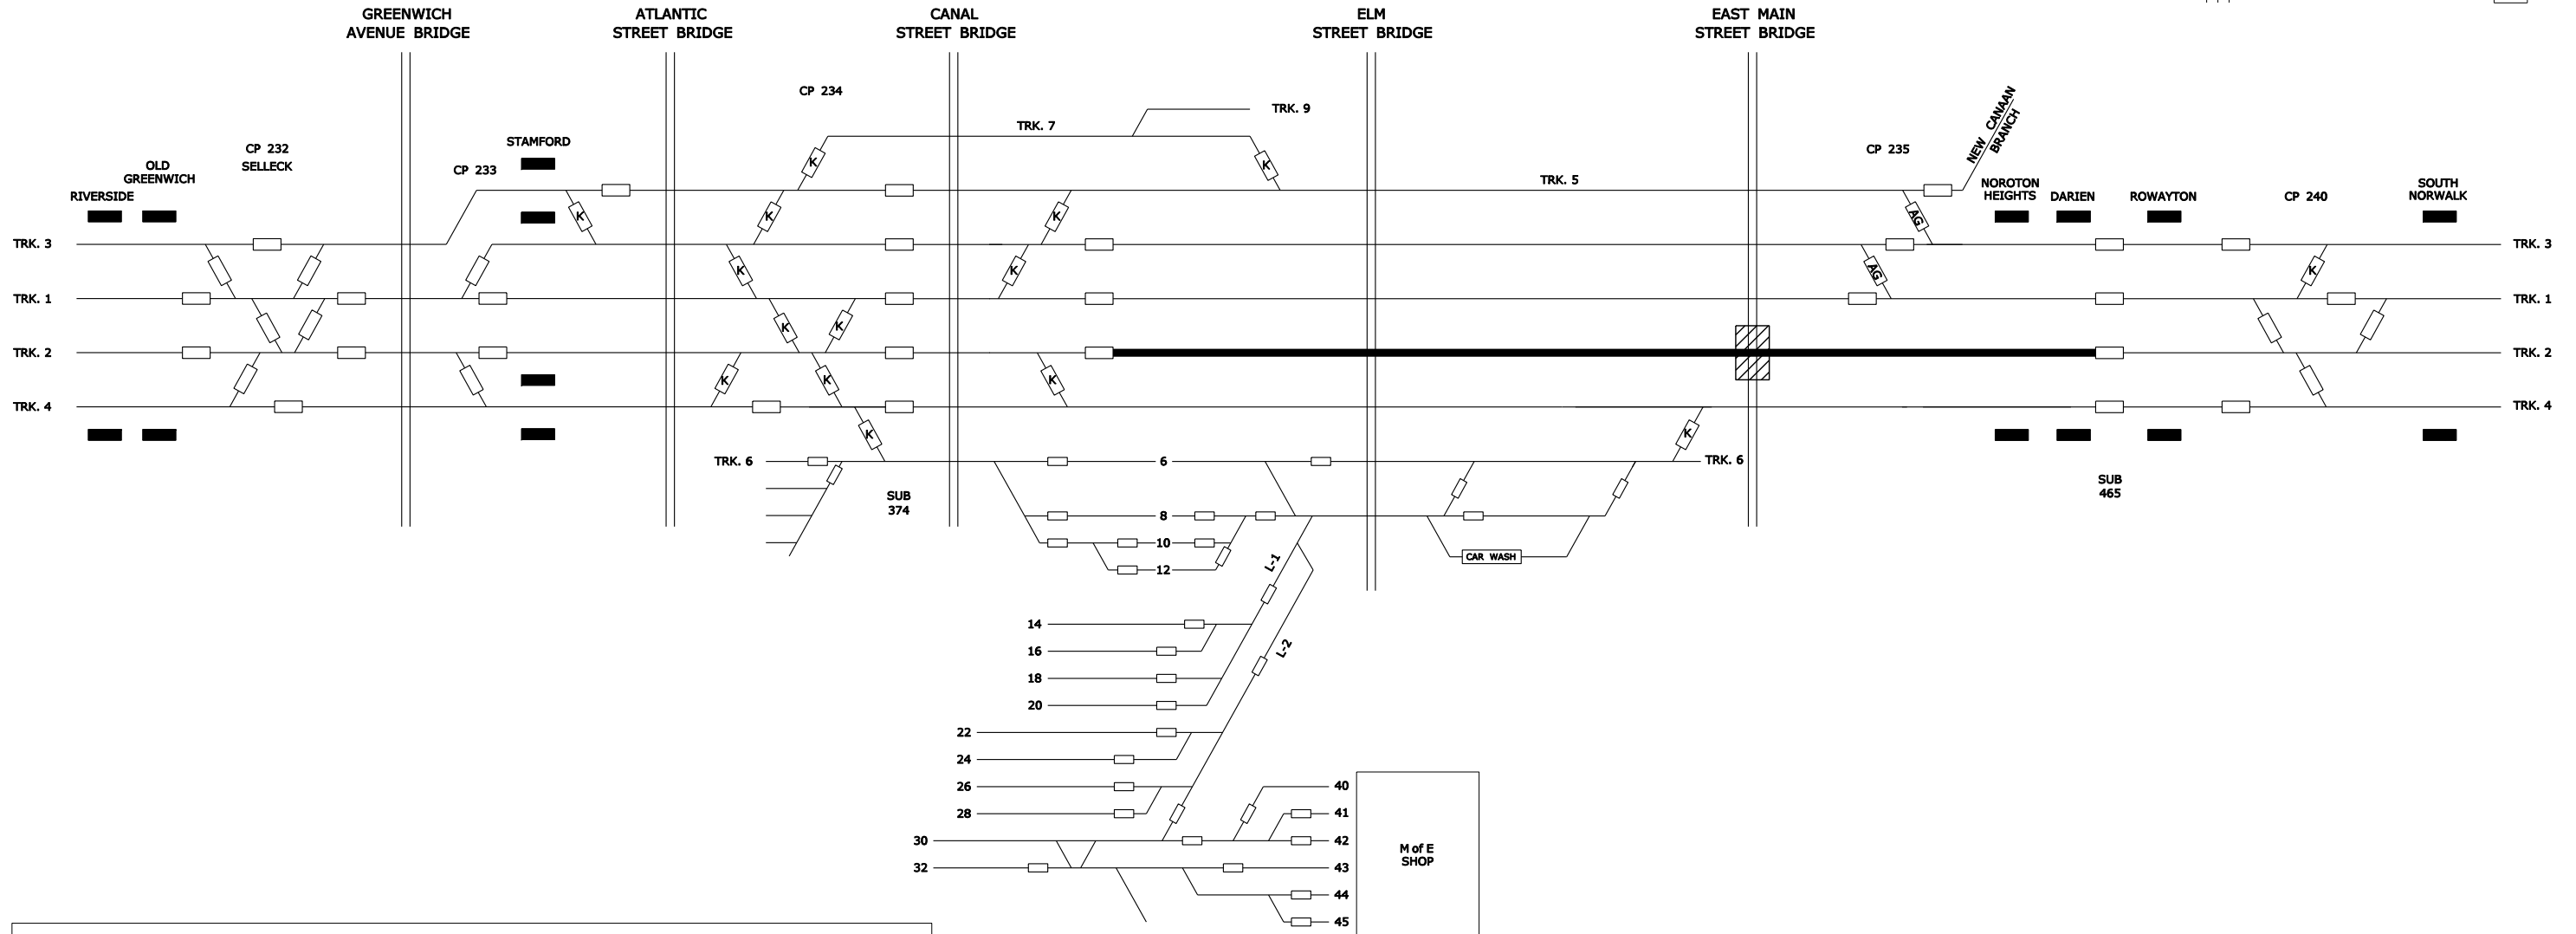 GREENWICH
AVENUE BRIDGE
ATLANTIC
STREET BRIDGE
CANAL
STREET BRIDGE
ELM
STREET BRIDGE
EAST MAIN
STREET BRIDGE
CP 234
TRK. 9
TRK. 7
NEW CANAAN
BRANCH
STAMFORD
CP 232
SELLECK
CP 233
OLD
GREENWICH
RIVERSIDE
K
K
TRK. 5
CP 235
NOROTON
HEIGHTS
DARIEN
ROWAYTON
CP 240
SOUTH
NORWALK
K
K
K
AG
TRK. 3
TRK. 3
K
K
AG
K
TRK. 1
TRK. 1
K
K
TRK. 2
TRK. 2
K
K
K
TRK. 4
TRK. 4
K
K
TRK. 6
6
TRK. 6
SUB
374
SUB
465
8
10
12
CAR WASH
L-1
L-2
14
16
18
20
22
24
26
28
30
32
40
41
42
43
44
45
M of E
SHOP